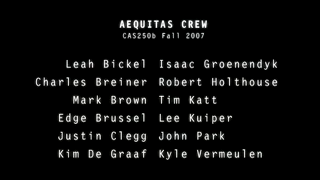 AEQUITAS CREW
CAS250b Fall 2007
Leah Bickel Isaac Groenendyk
Charles Breiner Robert Holthouse
Mark Brown Tim Katt
Edge Brussel Lee Kuiper
Justin Clegg John Park
Kim De Graaf Kyle Vermeulen